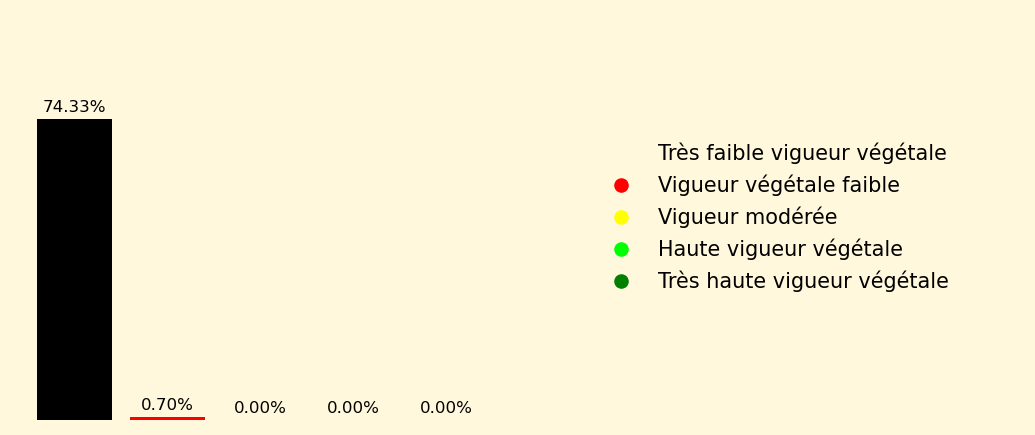 74.33%
0.70%
0.00%
0.00%
0.00%
Très faible vigueur végétale
Vigueur végétale faible
Vigueur modérée
Haute vigueur végétale
Très haute vigueur végétale